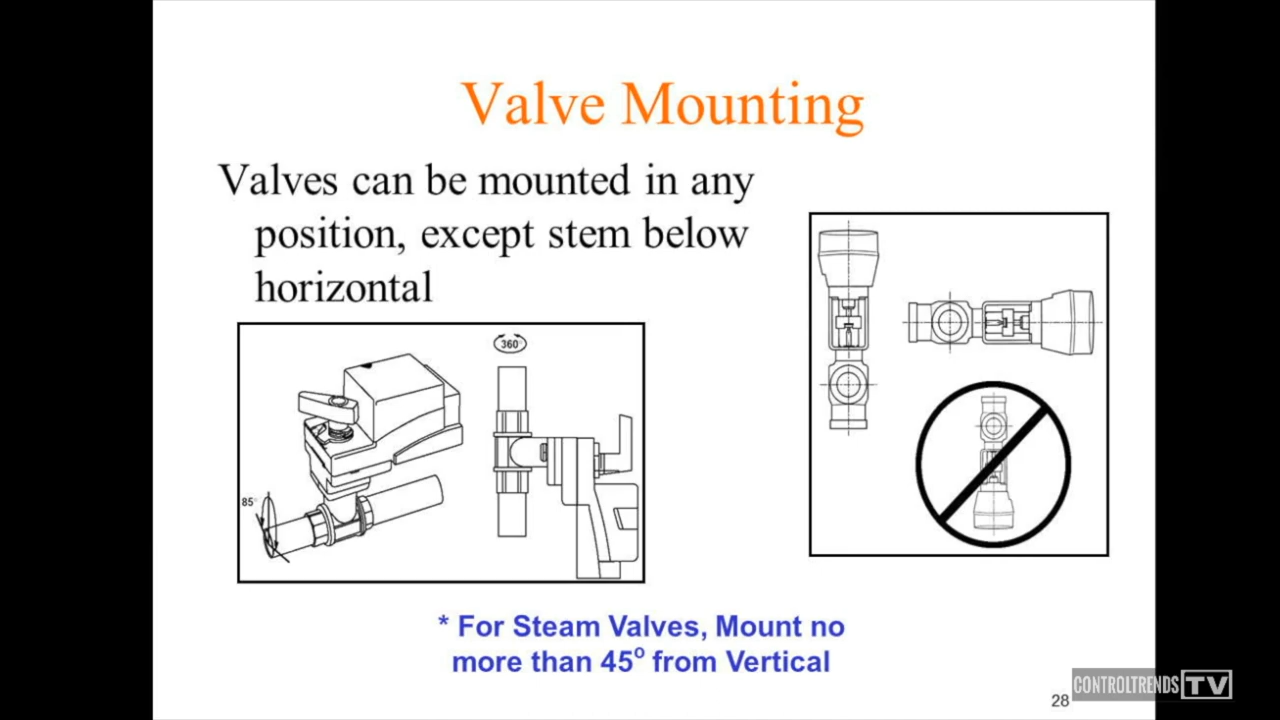 Valve Mounting
Valves can be mounted in any
position, except stem below
horizontal
360°
85°
* For Steam Valves, Mount no
more than 45° from Vertical
28
CONTROLTRENDS TV